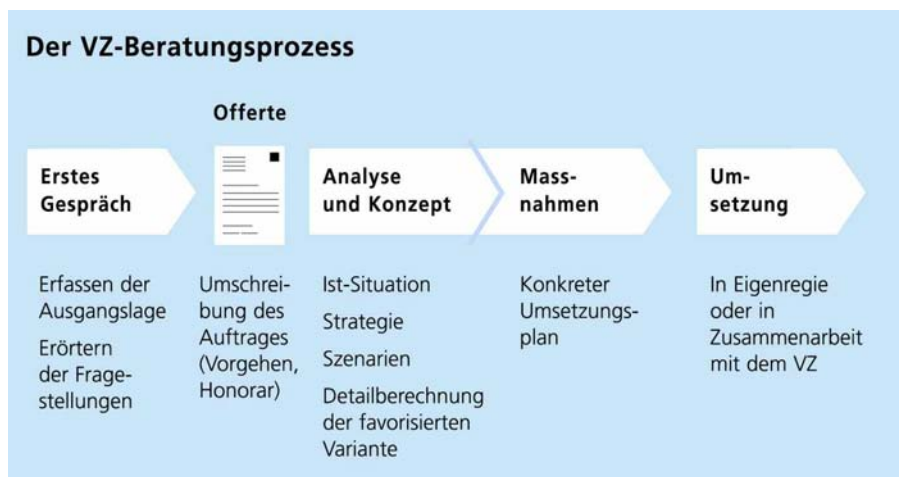 Der VZ-Beratungsprozess
Offerte
Erstes
Gespräch
Analyse
und Konzept
Mass-
nahmen
Um-
setzung
Erfassen der
Ausgangslage
Erörtern
der Frage-
stellungen
Umschrei-
bung des
Auftrages
(Vorgehen,
Honorar)
Ist-Situation
Strategie
Szenarien
Detailberechnung
der favorisierten
Variante
Konkreter
Umsetzungs-
plan
In Eigenregie
oder in
Zusammenarbeit
mit dem VZ